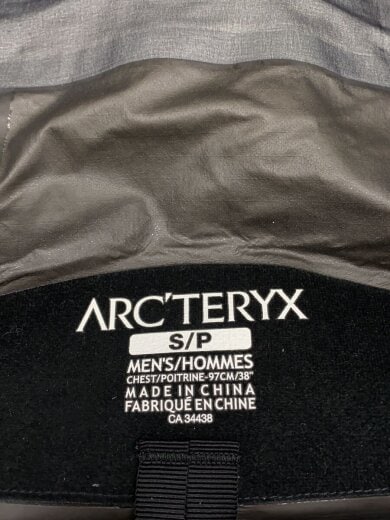 ARC'TERYX
S/P
MEN'S/HOMMES
CHEST/POITRINE-97CM/38"
MADE IN CHINA
FABRIQUÉ EN CHINE
CA 34438